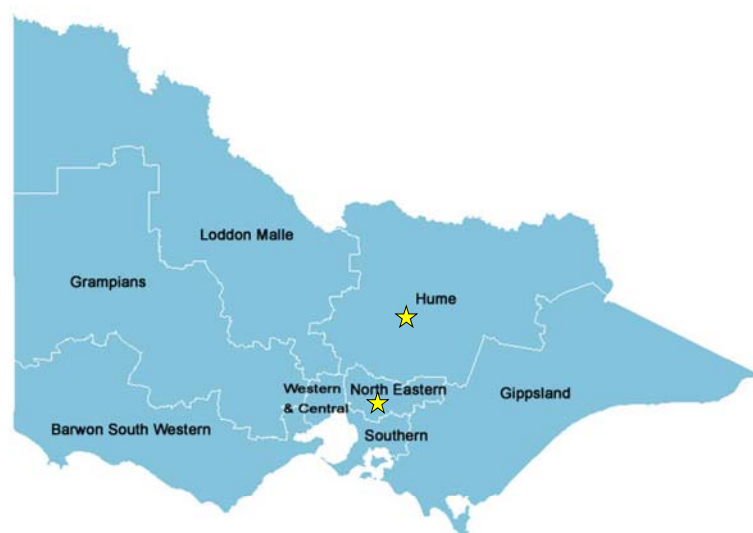 Loddon Malle
Grampians
Hume
Western
& Central
North Eastern
Gippsland
Barwon South Western
Southern